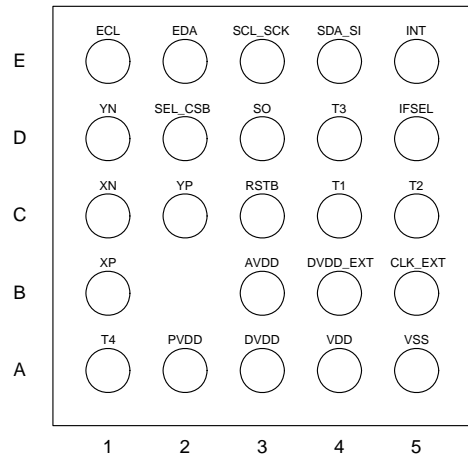 ECL EDA SCL_SCK SDA_SI INT
E
YN SEL_CSB SO T3 IFSEL
D
XN YP RSTB T1 T2
C
XP AVDD DVDD_EXT CLK_EXT
B
T4 PVDD DVDD VDD VSS
A
1 2 3 4 5